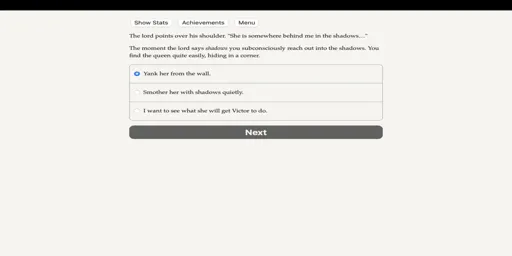 Show Stats Achievements Menu
The lord points over his shoulder. "She is somewhere behind me in the shadows…"
The moment the lord says shadows you subconsciously reach out into the shadows. You
find the queen quite easily, hiding in a corner.
Yank her from the wall.
Smother her with shadows quietly.
I want to see what she will get Victor to do.
Next